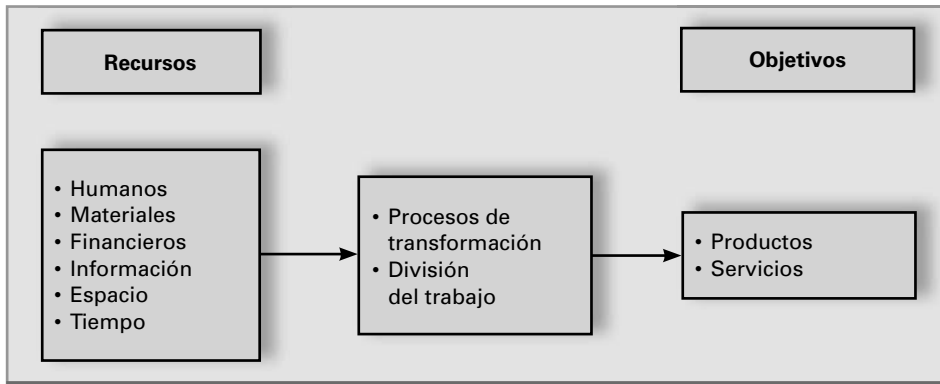 Recursos
Objetivos
• Humanos
• Materiales
• Financieros
• Información
• Espacio
• Tiempo
• Procesos de
transformación
• División
del trabajo
• Productos
• Servicios